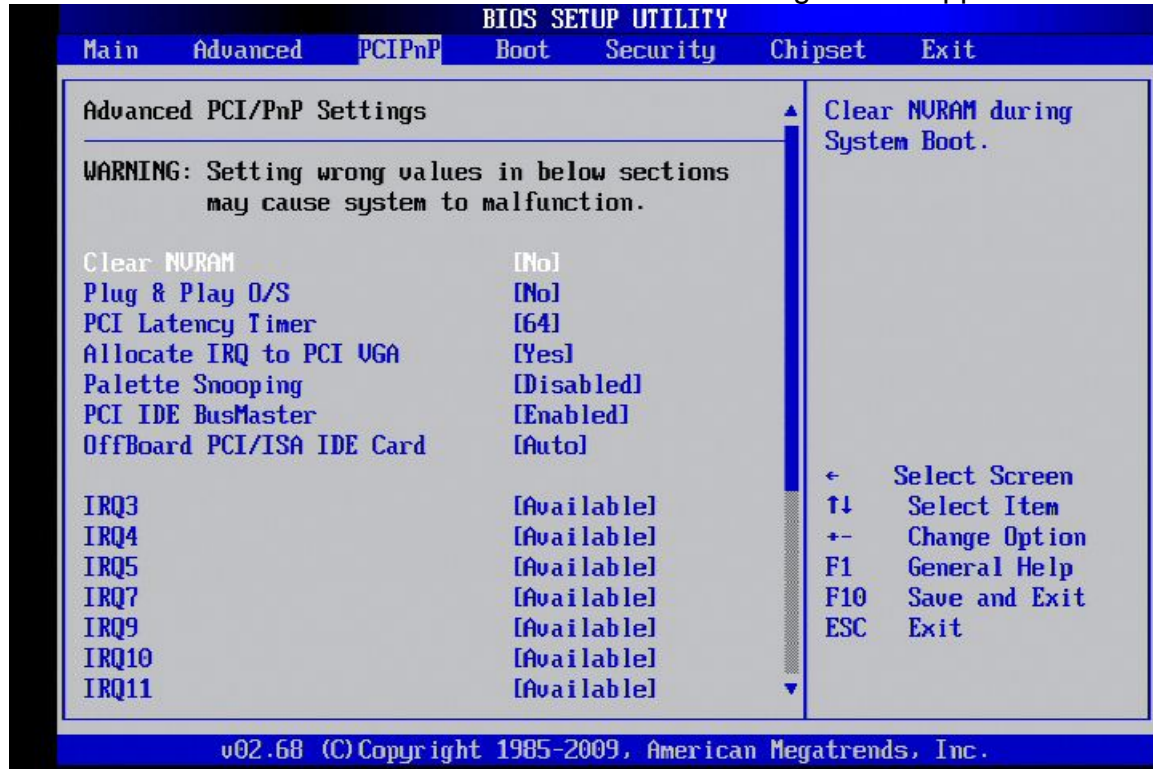 BIOS SETUP UTILITY
Main Advanced PCIPnP Boot Security Chipset Exit
Advanced PCI/PnP Settings
WARNING: Setting wrong values in below sections
may cause system to malfunction.
Clear NVRAM [No]
Plug & Play O/S [No]
PCI Latency Timer [64]
Allocate IRQ to PCI VGA [Yes]
Palette Snooping [Disabled]
PCI IDE BusMaster [Enabled]
OffBoard PCI/ISA IDE Card [Auto]
IRQ3 [Available]
IRQ4 [Available]
IRQ5 [Available]
IRQ7 [Available]
IRQ9 [Available]
IRQ10 [Available]
IRQ11 [Available]
Clear NVRAM during
System Boot.
← Select Screen
↑↓ Select Item
+- Change Option
F1 General Help
F10 Save and Exit
ESC Exit
v02.68 (C)Copyright 1985-2009, American Megatrends, Inc.